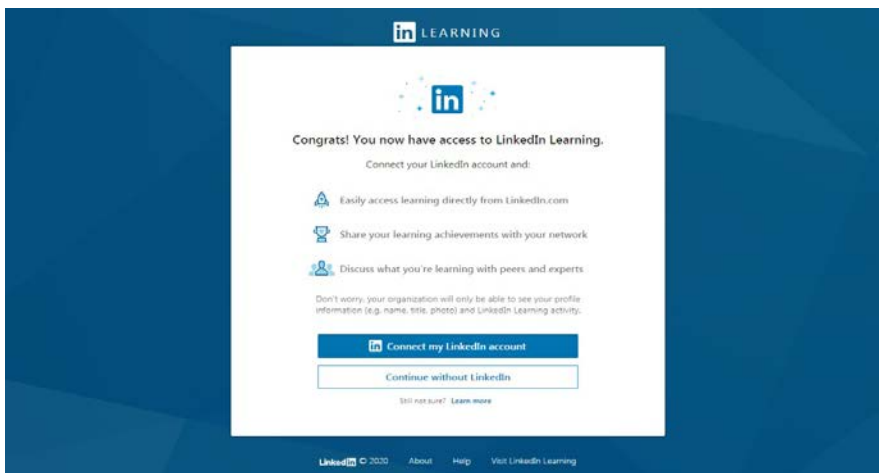 in LEARNING
in
Congrats! You now have access to LinkedIn Learning.
Connect your LinkedIn account and:
Easily access learning directly from LinkedIn.com
Share your learning achievements with your network
Discuss what you're learning with peers and experts
Don't worry, your organization will only be able to see your profile
information (e.g. name, title, photo) and LinkedIn Learning activity.
in Connect my LinkedIn account
Continue without LinkedIn
Still not sure? Learn more
Linked in © 2020 About Help Visit LinkedIn Learning